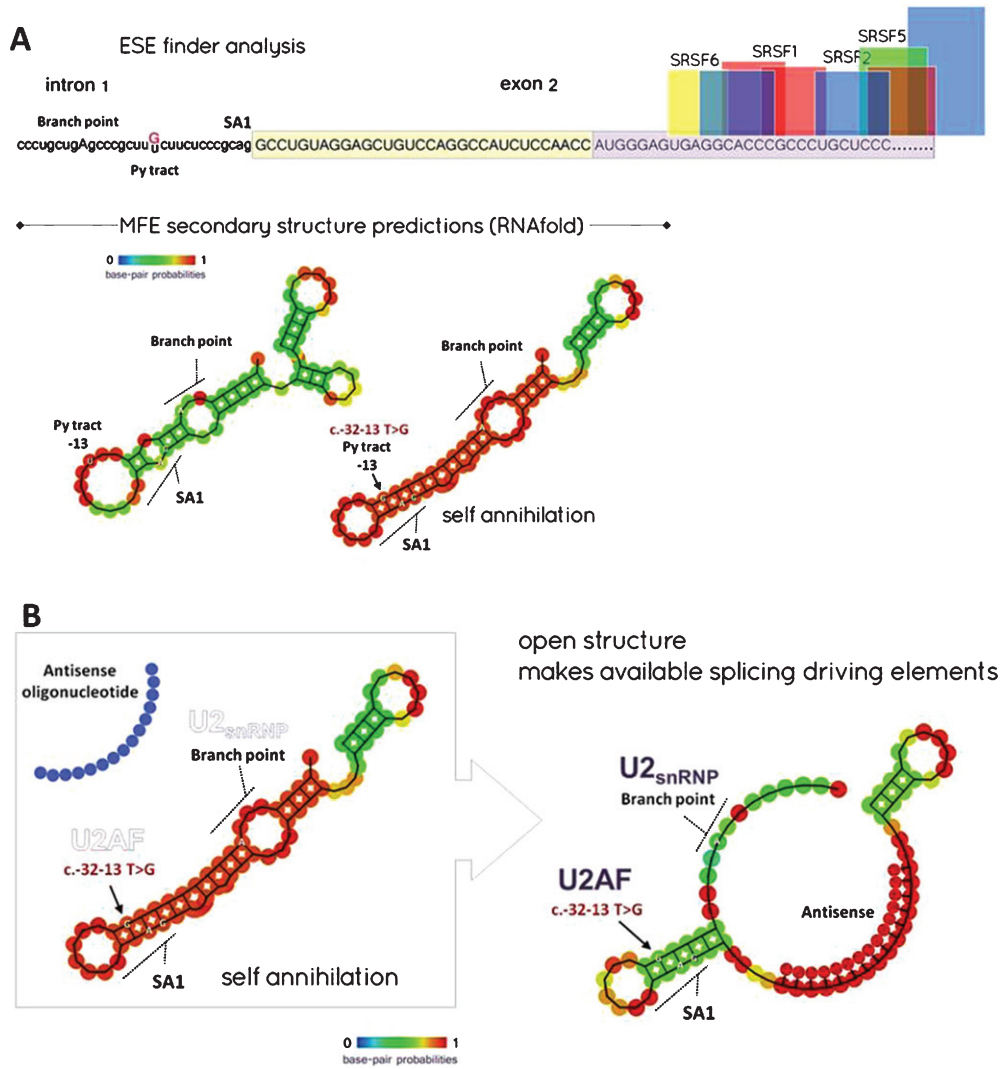 A
ESE finder analysis
SRSF6
SRSF1
SRSF2
SRSF5
intron 1
exon 2
Branch point
SA1
G
cccugcugAgcccgcuuUcuucucccgcag GCCUGUAGGAGCUGUCCAGGCCAUCUCCAACC AUGGGAGUGAGGCACCCGCCCUGCUCCC........
Py tract
MFE secondary structure predictions (RNAfold)
0 1
base-pair probabilities
Branch point
Py tract
-13
SA1
Branch point
c.-32-13 T>G
Py tract
-13
self annihilation
SA1
B
Antisense
oligonucleotide
U2snRNP
Branch point
U2AF
c.-32-13 T>G
SA1
self annihilation
open structure
makes available splicing driving elements
U2snRNP
Branch point
U2AF
c.-32-13 T>G
Antisense
SA1
0 1
base-pair probabilities